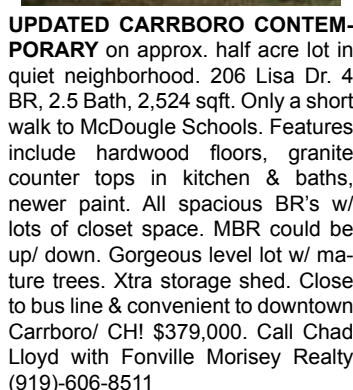 UPDATED CARRBORO CONTEM-
PORARY on approx. half acre lot in
quiet neighborhood. 206 Lisa Dr. 4
BR, 2.5 Bath, 2,524 sqft. Only a short
walk to McDougle Schools. Features
include hardwood floors, granite
counter tops in kitchen & baths,
newer paint. All spacious BR's w/
lots of closet space. MBR could be
up/ down. Gorgeous level lot w/ ma-
ture trees. Xtra storage shed. Close
to bus line & convenient to downtown
Carrboro/ CH! $379,000. Call Chad
Lloyd with Fonville Morisey Realty
(919)-606-8511